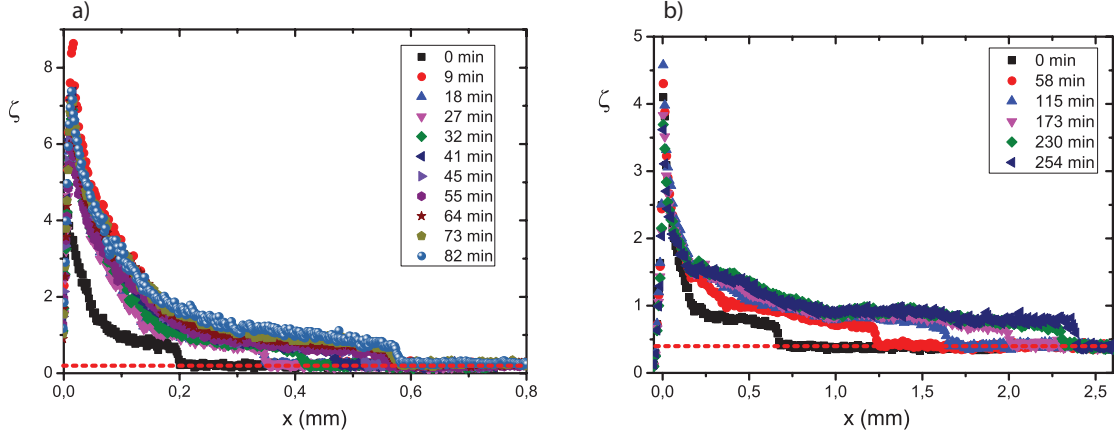 a)
ζ
8
6
4
2
0
0,0 0,2 0,4 0,6 0,8
x (mm)
0 min
9 min
18 min
27 min
32 min
41 min
45 min
55 min
64 min
73 min
82 min
b)
ζ
5
4
3
2
1
0
0,0 0,5 1,0 1,5 2,0 2,5
x (mm)
0 min
58 min
115 min
173 min
230 min
254 min